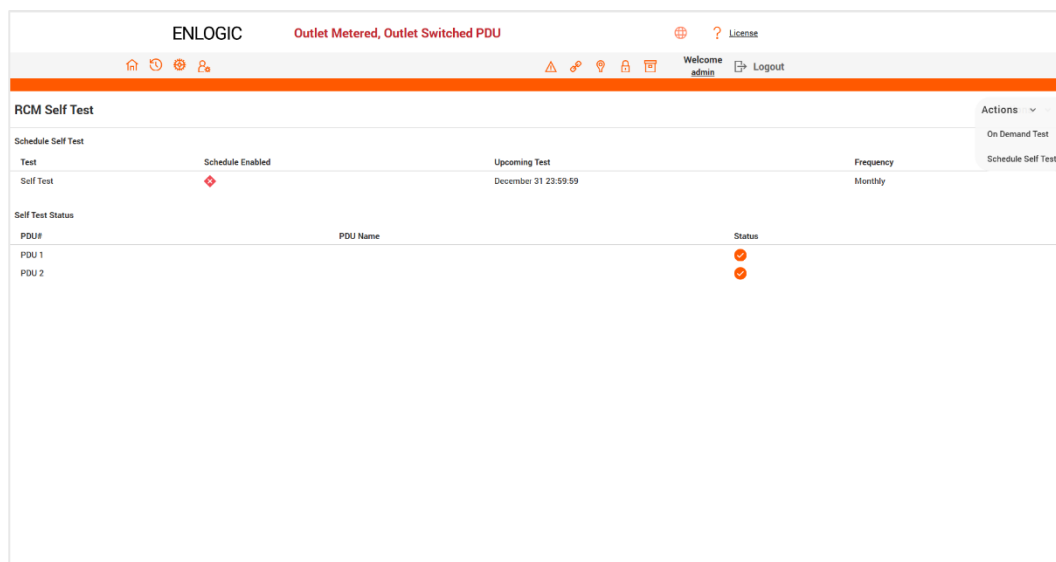 ENLOGIC Outlet Metered, Outlet Switched PDU ? License
Welcome admin Logout
RCM Self Test
Actions
On Demand Test
Schedule Self Test
Schedule Self Test
Test Schedule Enabled Upcoming Test Frequency
Self Test December 31 23:59:59 Monthly
Self Test Status
PDU# PDU Name Status
PDU 1
PDU 2